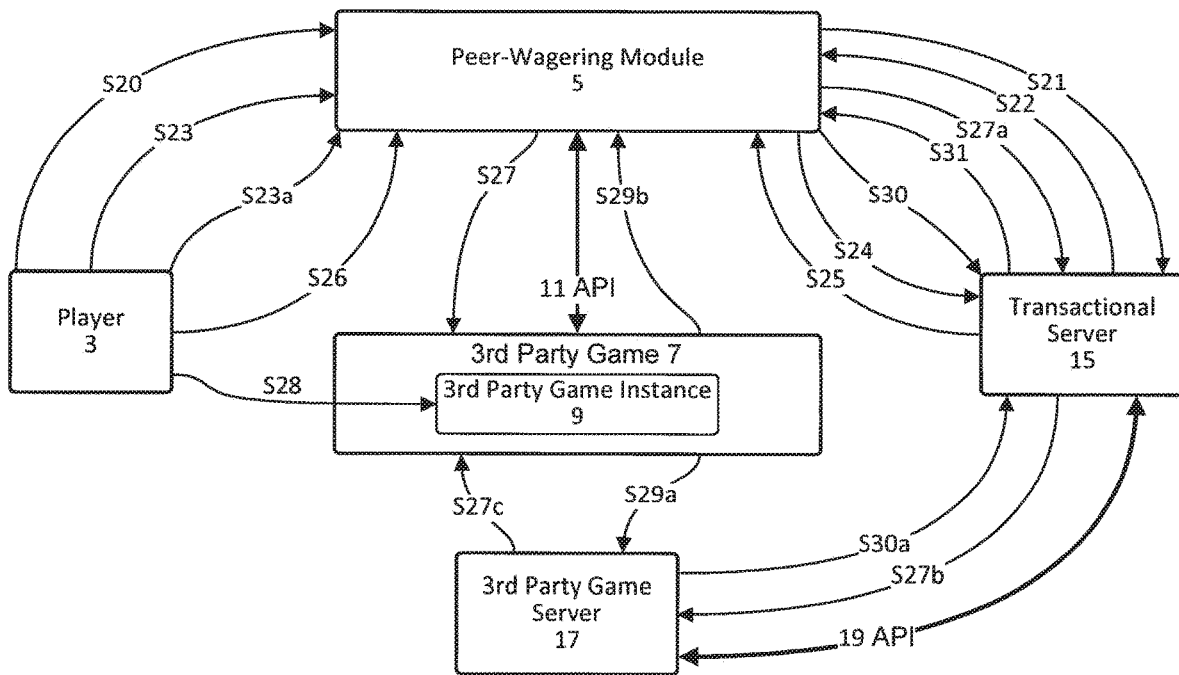 Peer-Wagering Module
5
S20
S23
S23a
S26
S27
S29b
S21
S22
S27a
S31
S30
S24
S25
11 API
Player
3
S28
3rd Party Game 7
3rd Party Game Instance
9
Transactional
Server
15
S27c
S29a
3rd Party Game
Server
17
S30a
S27b
19 API